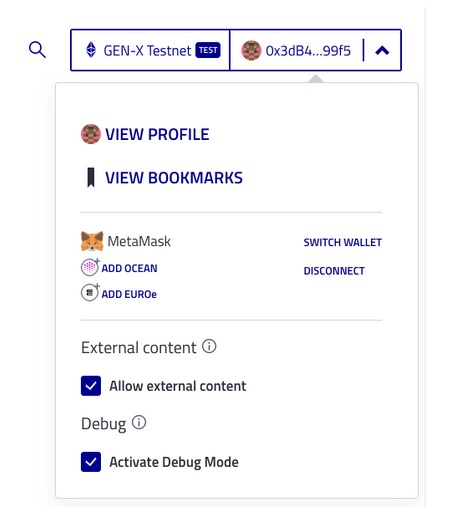 GEN-X Testnet TEST 0x3dB4...99f5
VIEW PROFILE
VIEW BOOKMARKS
MetaMask SWITCH WALLET
ADD OCEAN DISCONNECT
ADD EUROe
External content
Allow external content
Debug
Activate Debug Mode